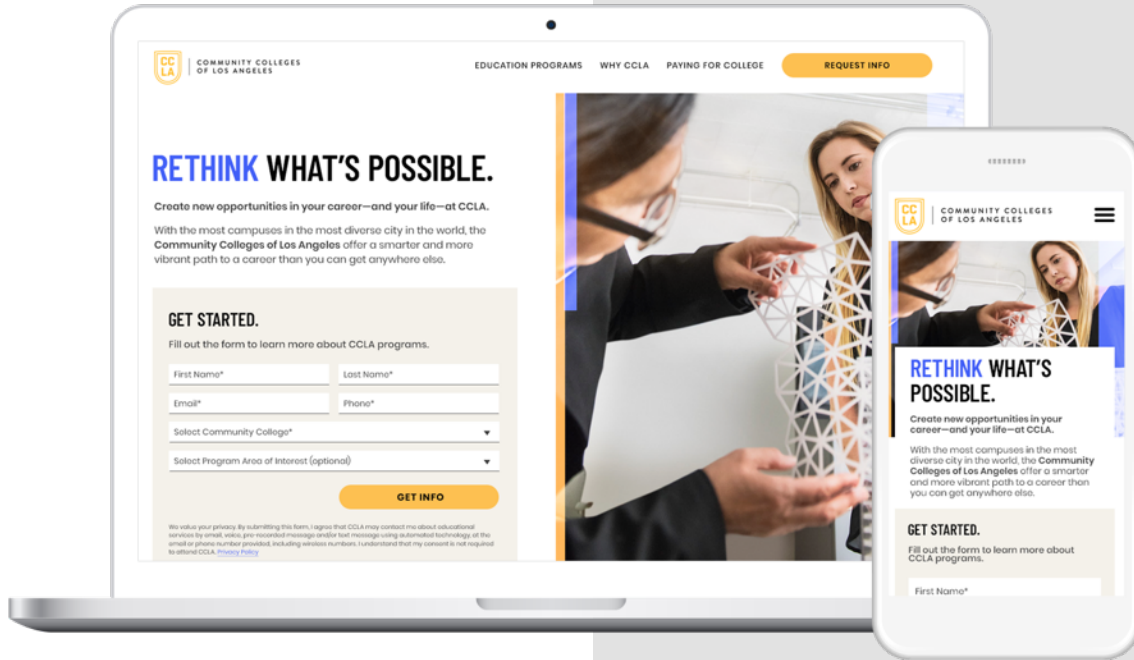 CC
LA
COMMUNITY COLLEGES
OF LOS ANGELES
EDUCATION PROGRAMS WHY CCLA PAYING FOR COLLEGE REQUEST INFO
RETHINK WHAT'S POSSIBLE.
Create new opportunities in your career—and your life—at CCLA.
With the most campuses in the most diverse city in the world, the
Community Colleges of Los Angeles offer a smarter and more
vibrant path to a career than you can get anywhere else.
GET STARTED.
Fill out the form to learn more about CCLA programs.
First Name* Last Name*
Email* Phone*
Select Community College*
Select Program Area of Interest (optional)
GET INFO
We value your privacy. By submitting this form, I agree that CCLA may contact me about educational
services by email, voice, pre-recorded message and/or text message using automated technology, at the
email or phone number provided, including wireless numbers. I understand that my consent is not required
to attend CCLA. Privacy Policy
CC
LA
COMMUNITY COLLEGES
OF LOS ANGELES
RETHINK WHAT'S
POSSIBLE.
Create new opportunities in your
career—and your life—at CCLA.
With the most campuses in the most
diverse city in the world, the Community
Colleges of Los Angeles offer a smarter
and more vibrant path to a career than
you can get anywhere else.
GET STARTED.
Fill out the form to learn more about
CCLA programs.
First Name*